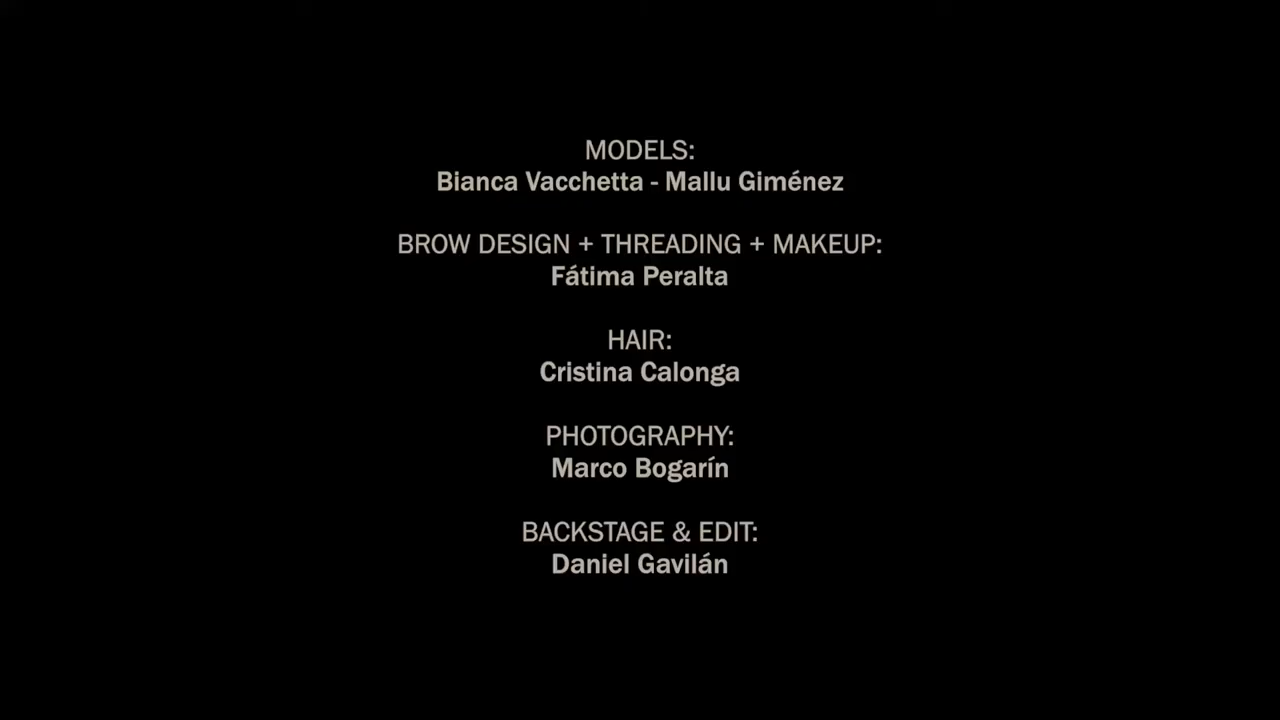 MODELS:
Bianca Vacchetta - Mallu Giménez
BROW DESIGN + THREADING + MAKEUP:
Fátima Peralta
HAIR:
Cristina Calonga
PHOTOGRAPHY:
Marco Bogarín
BACKSTAGE & EDIT:
Daniel Gavilán